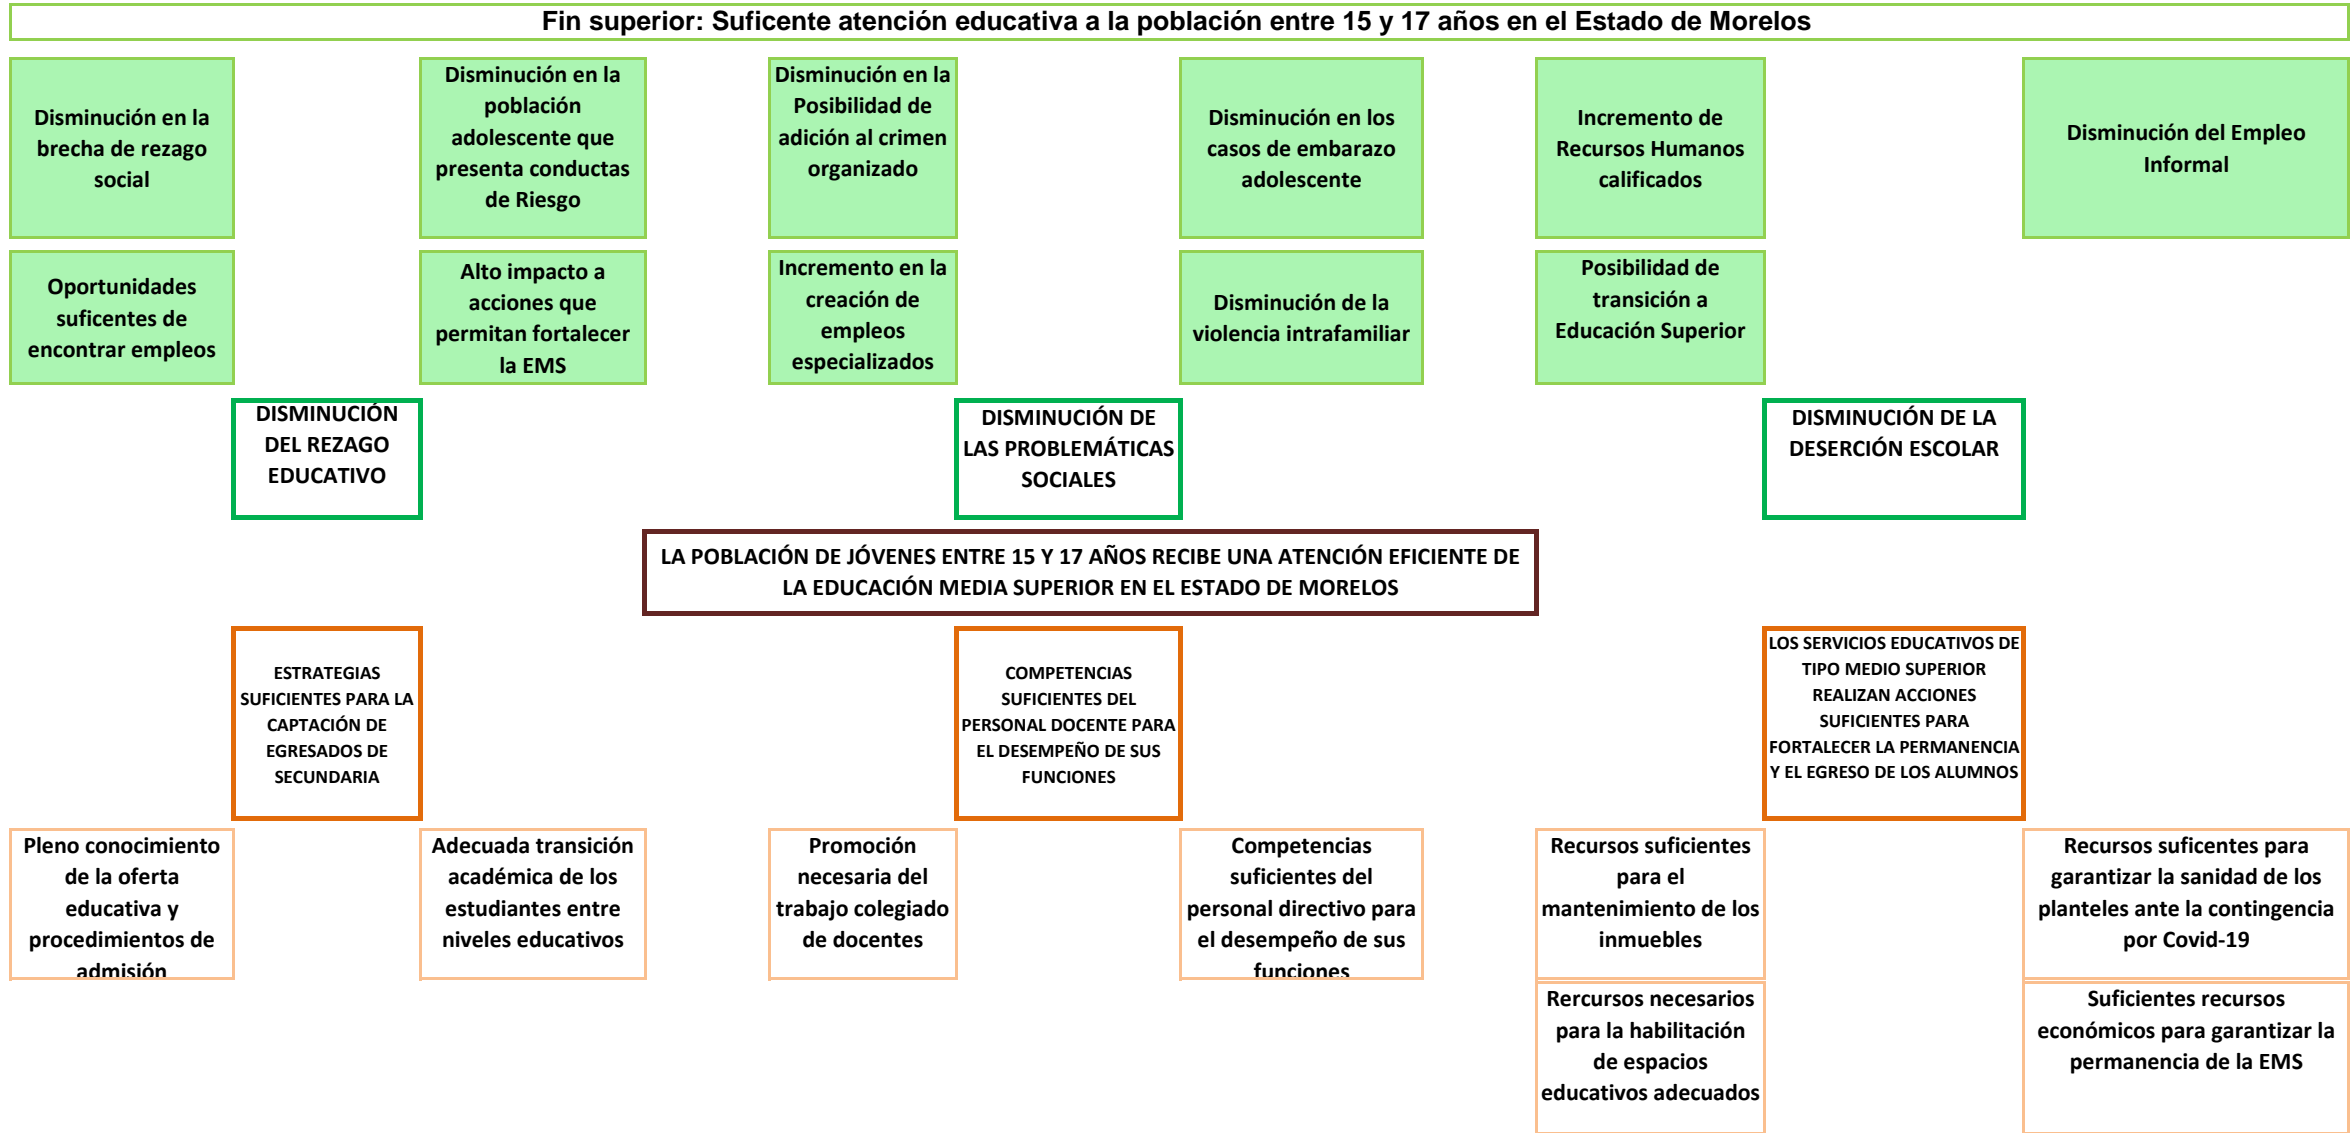 Fin superior: Suficente atención educativa a la población entre 15 y 17 años en el Estado de Morelos
Disminución en la
brecha de rezago
social
Disminución en la
población
adolescente que
presenta conductas
de Riesgo
Disminución en la
Posibilidad de
adición al crimen
organizado
Disminución en los
casos de embarazo
adolescente
Incremento de
Recursos Humanos
calificados
Disminución del Empleo
Informal
Oportunidades
suficentes de
encontrar empleos
Alto impacto a
acciones que
permitan fortalecer
la EMS
Incremento en la
creación de
empleos
especializados
Disminución de la
violencia intrafamiliar
Posibilidad de
transición a
Educación Superior
DISMINUCIÓN
DEL REZAGO
EDUCATIVO
DISMINUCIÓN DE
LAS PROBLEMÁTICAS
SOCIALES
DISMINUCIÓN DE LA
DESERCIÓN ESCOLAR
LA POBLACIÓN DE JÓVENES ENTRE 15 Y 17 AÑOS RECIBE UNA ATENCIÓN EFICIENTE DE
LA EDUCACIÓN MEDIA SUPERIOR EN EL ESTADO DE MORELOS
ESTRATEGIAS
SUFICIENTES PARA LA
CAPTACIÓN DE
EGRESADOS DE
SECUNDARIA
COMPETENCIAS
SUFICIENTES DEL
PERSONAL DOCENTE PARA
EL DESEMPEÑO DE SUS
FUNCIONES
LOS SERVICIOS EDUCATIVOS DE
TIPO MEDIO SUPERIOR
REALIZAN ACCIONES
SUFICIENTES PARA
FORTALECER LA PERMANENCIA
Y EL EGRESO DE LOS ALUMNOS
Pleno conocimiento
de la oferta
educativa y
procedimientos de
admisión
Adecuada transición
académica de los
estudiantes entre
niveles educativos
Promoción
necesaria del
trabajo colegiado
de docentes
Competencias
suficientes del
personal directivo para
el desempeño de sus
funciones
Recursos suficientes
para el
mantenimiento de los
inmuebles
Recursos suficentes para
garantizar la sanidad de los
planteles ante la contingencia
por Covid-19
Rercursos necesarios
para la habilitación
de espacios
educativos adecuados
Suficientes recursos
económicos para garantizar la
permanencia de la EMS